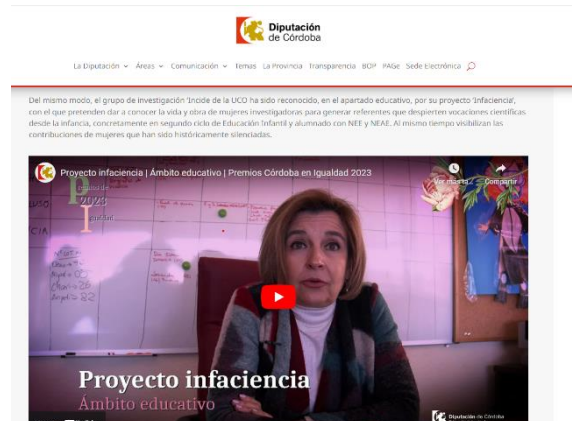 Diputación
de Córdoba
La Diputación Áreas Comunicación Temas La Provincia Transparencia BOP PAGe Sede Electrónica
Del mismo modo, el grupo de investigación 'Incide de la UCO ha sido reconocido, en el apartado educativo, por su proyecto 'Infaciencia',
con el que pretenden dar a conocer la vida y obra de mujeres investigadoras para generar referentes que despierten vocaciones científicas
desde la infancia, concretamente en segundo ciclo de Educación Infantil y alumnado con NEE y NEAE. Al mismo tiempo visibilizan las
contribuciones de mujeres que han sido históricamente silenciadas.
Proyecto infaciencia | Ámbito educativo | Premios Córdoba en Igualdad 2023
Ver más ta...
Compartir
2023
Proyecto infaciencia
Ámbito educativo
Diputación de Córdoba